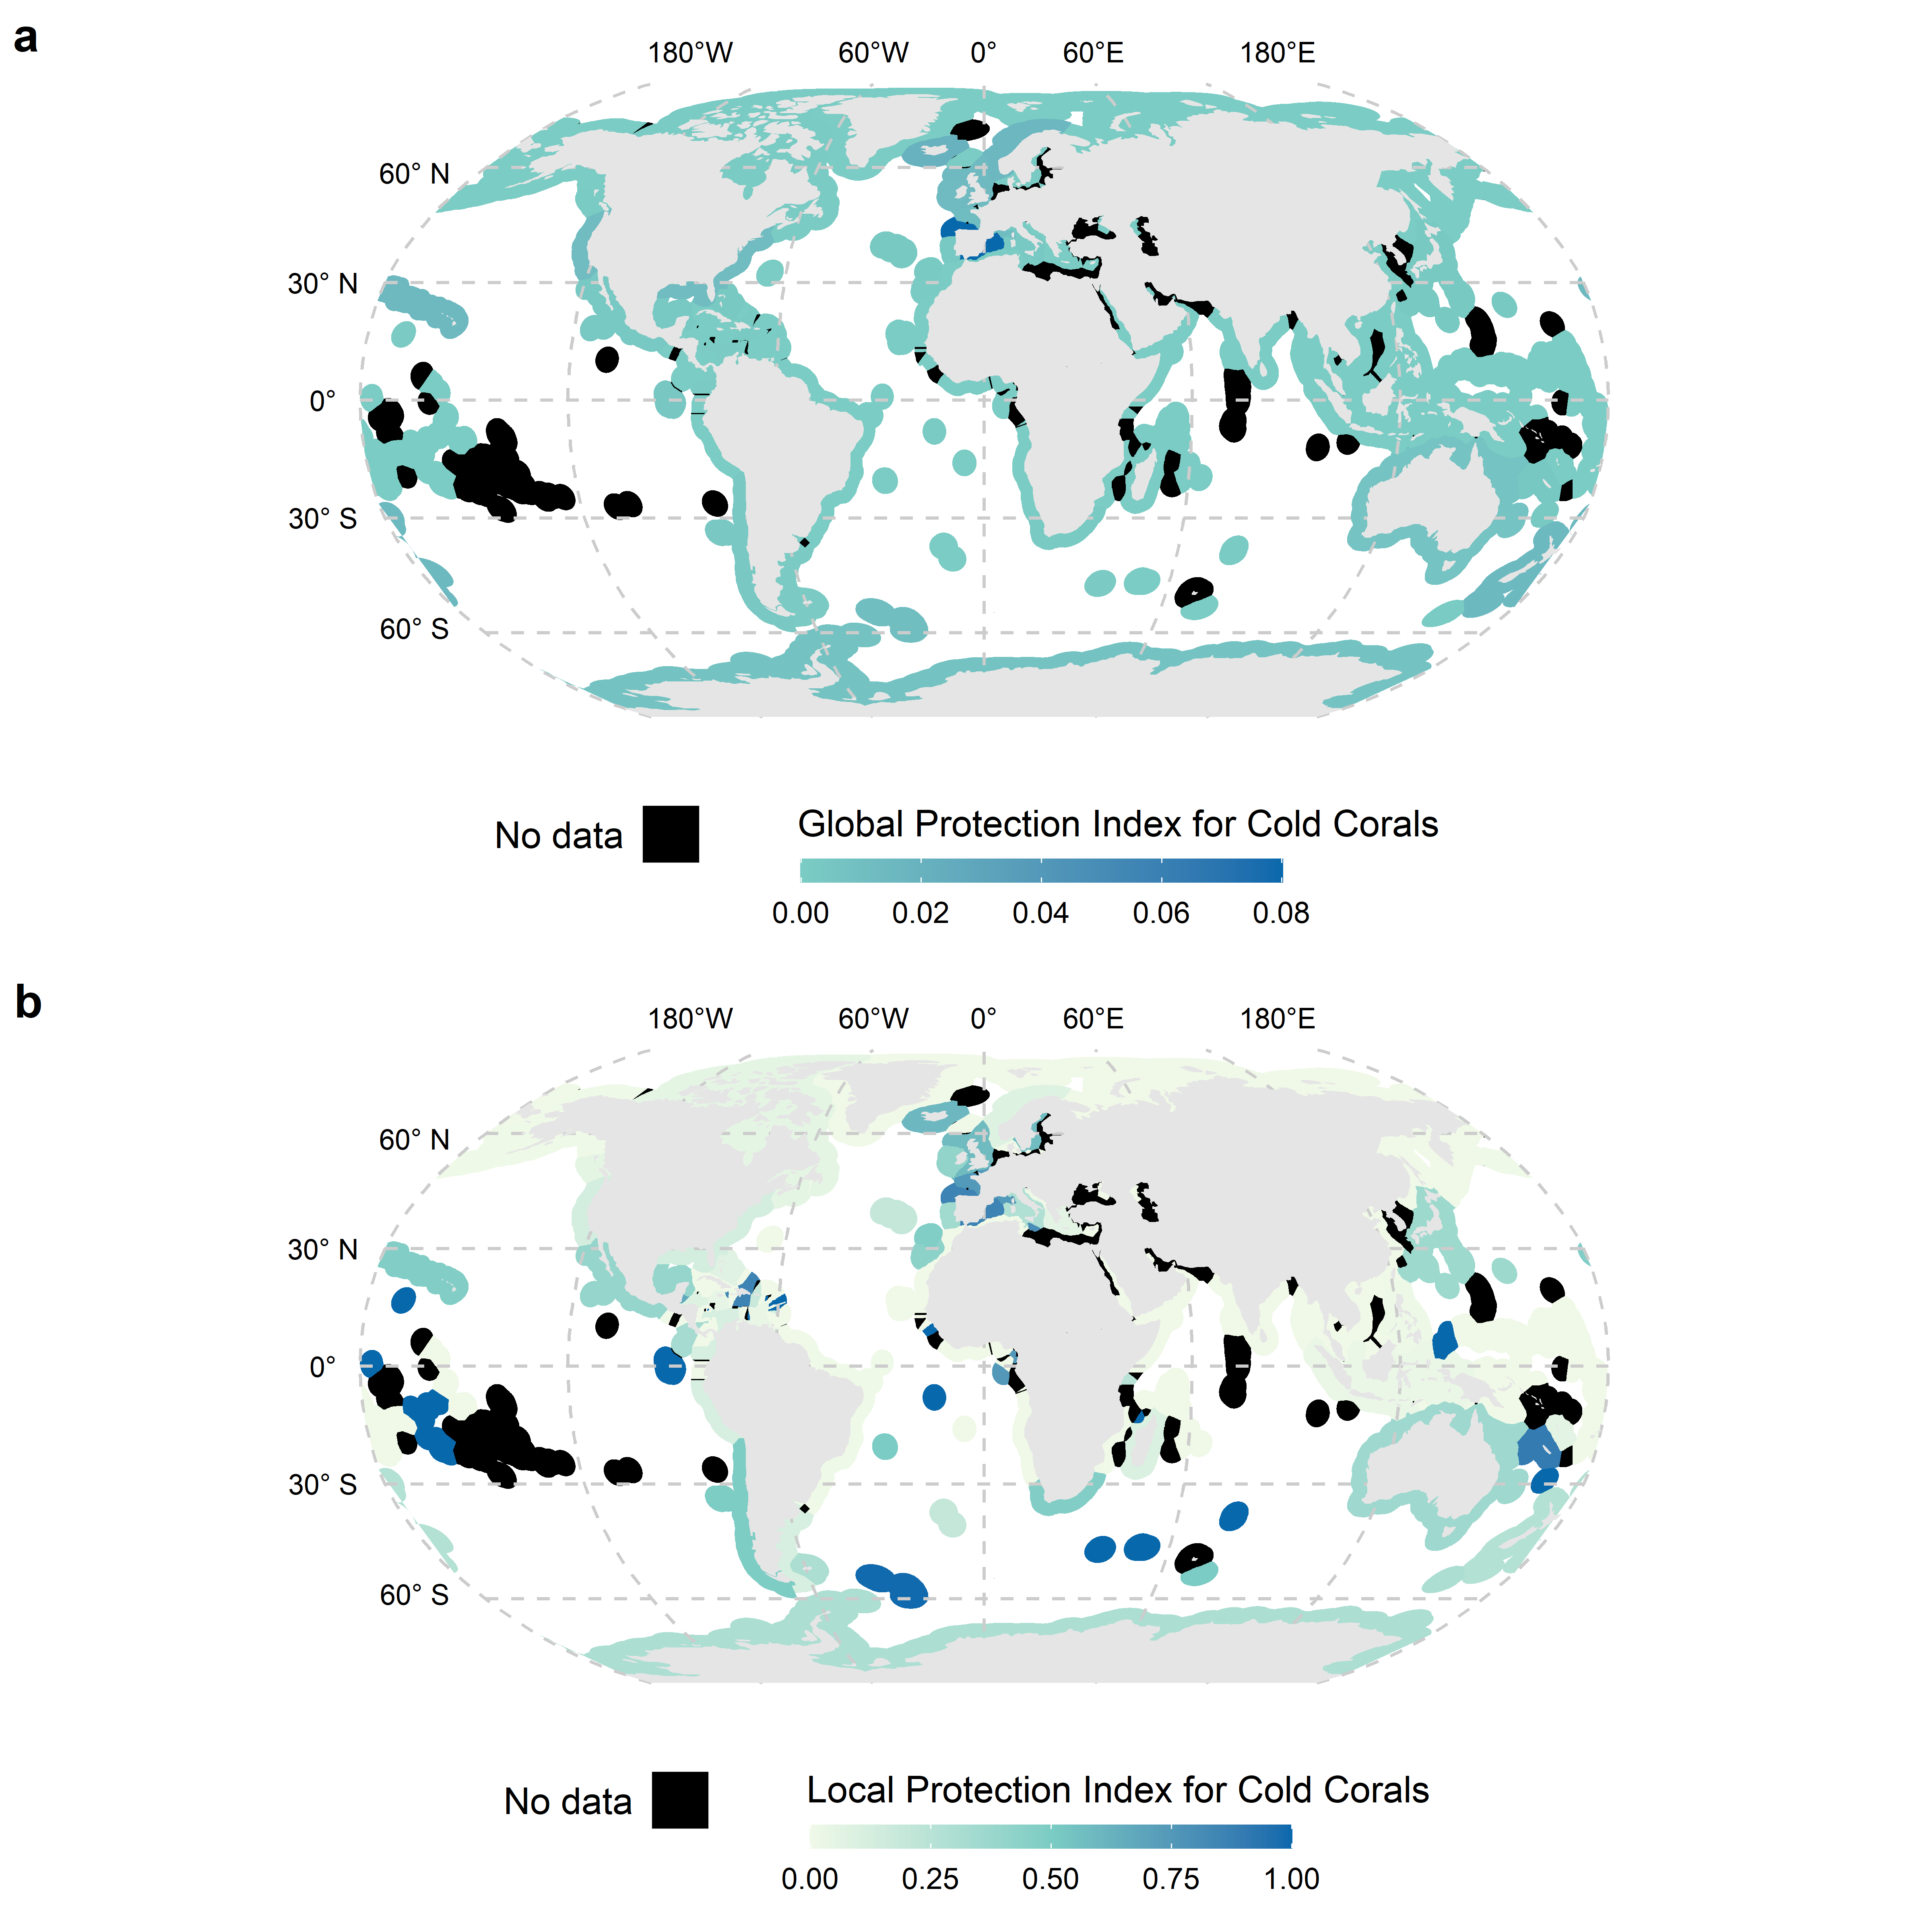 a
180°W 60°W 0° 60°E 180°E
60° N
30° N
0°
30° S
60° S
No data
Global Protection Index for Cold Corals
0.00 0.02 0.04 0.06 0.08
b
180°W 60°W 0° 60°E 180°E
60° N
30° N
0°
30° S
60° S
No data
Local Protection Index for Cold Corals
0.00 0.25 0.50 0.75 1.00